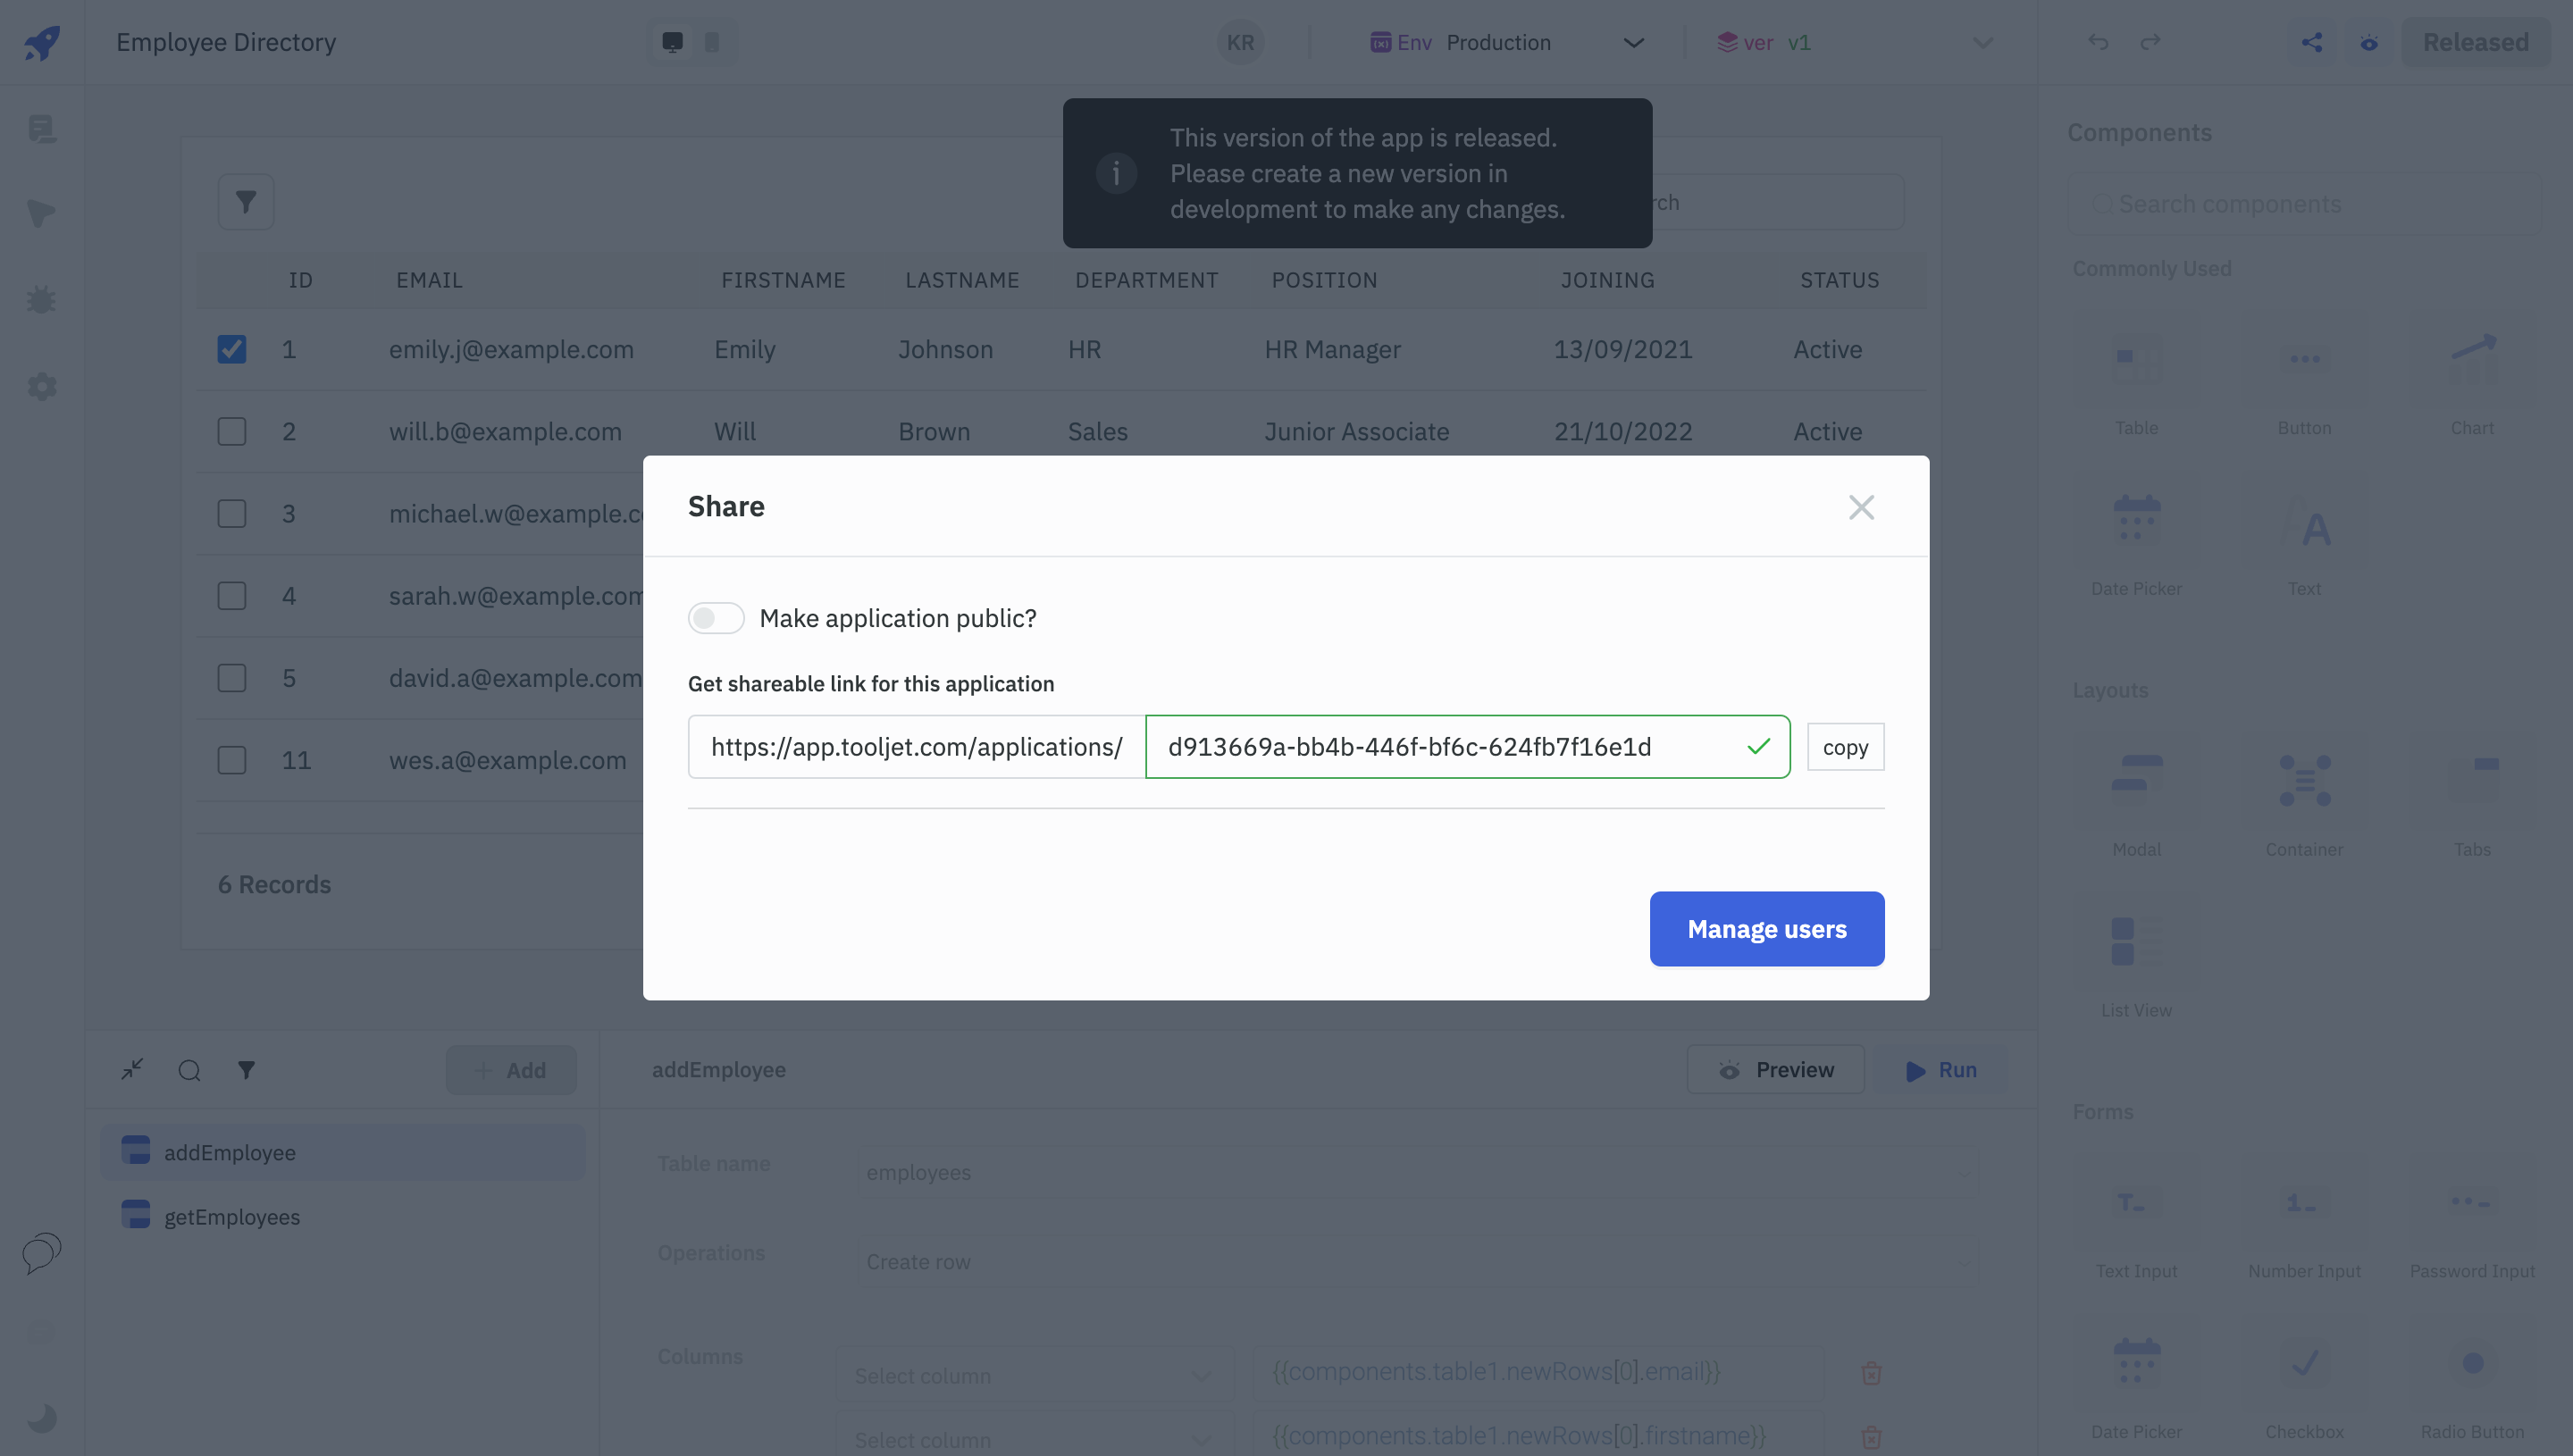 Employee Directory
KR
Env Production
ver v1
Released
This version of the app is released.
Please create a new version in
development to make any changes.
Components
Search components
Commonly Used
Table
Button
Chart
Date Picker
Text
Layouts
Modal
Container
Tabs
List View
Forms
Text Input
Number Input
Password Input
Date Picker
Checkbox
Radio Button
ID EMAIL FIRSTNAME LASTNAME DEPARTMENT POSITION JOINING STATUS
1 emily.j@example.com Emily Johnson HR HR Manager 13/09/2021 Active
2 will.b@example.com Will Brown Sales Junior Associate 21/10/2022 Active
3 michael.w@example.c
4 sarah.w@example.com
5 david.a@example.com
11 wes.a@example.com
6 Records
Share
Make application public?
Get shareable link for this application
https://app.tooljet.com/applications/ d913669a-bb4b-446f-bf6c-624fb7f16e1d
copy
Manage users
Add
addEmployee
getEmployees
addEmployee
Preview
Run
Table name employees
Operations Create row
Columns Select column {{components.table1.newRows[0].email}}
Select column {{components.table1.newRows[0].firstname}}